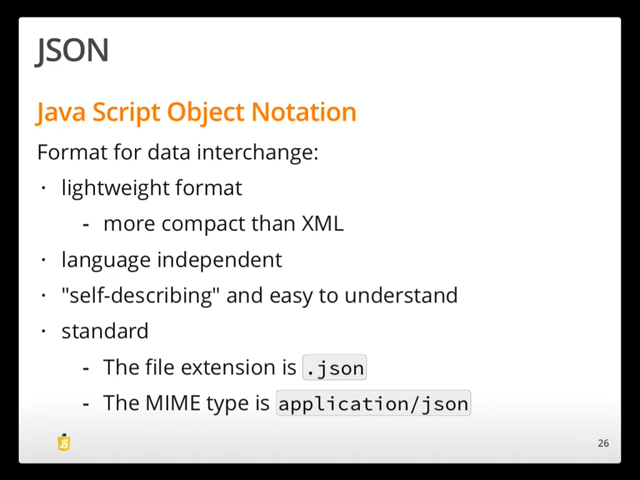 JSON
Java Script Object Notation
Format for data interchange:
· lightweight format
- more compact than XML
· language independent
· "self-describing" and easy to understand
· standard
- The file extension is .json
- The MIME type is application/json
JS
26